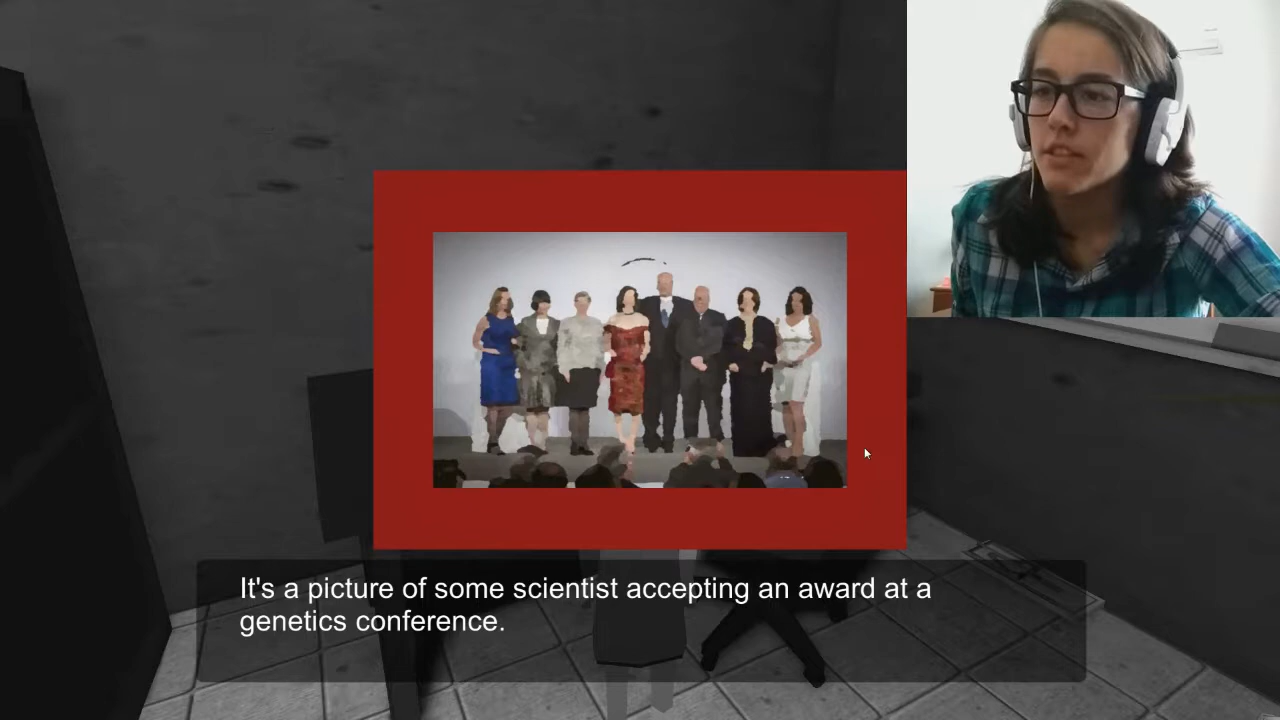 It's a picture of some scientist accepting an award at a
genetics conference.